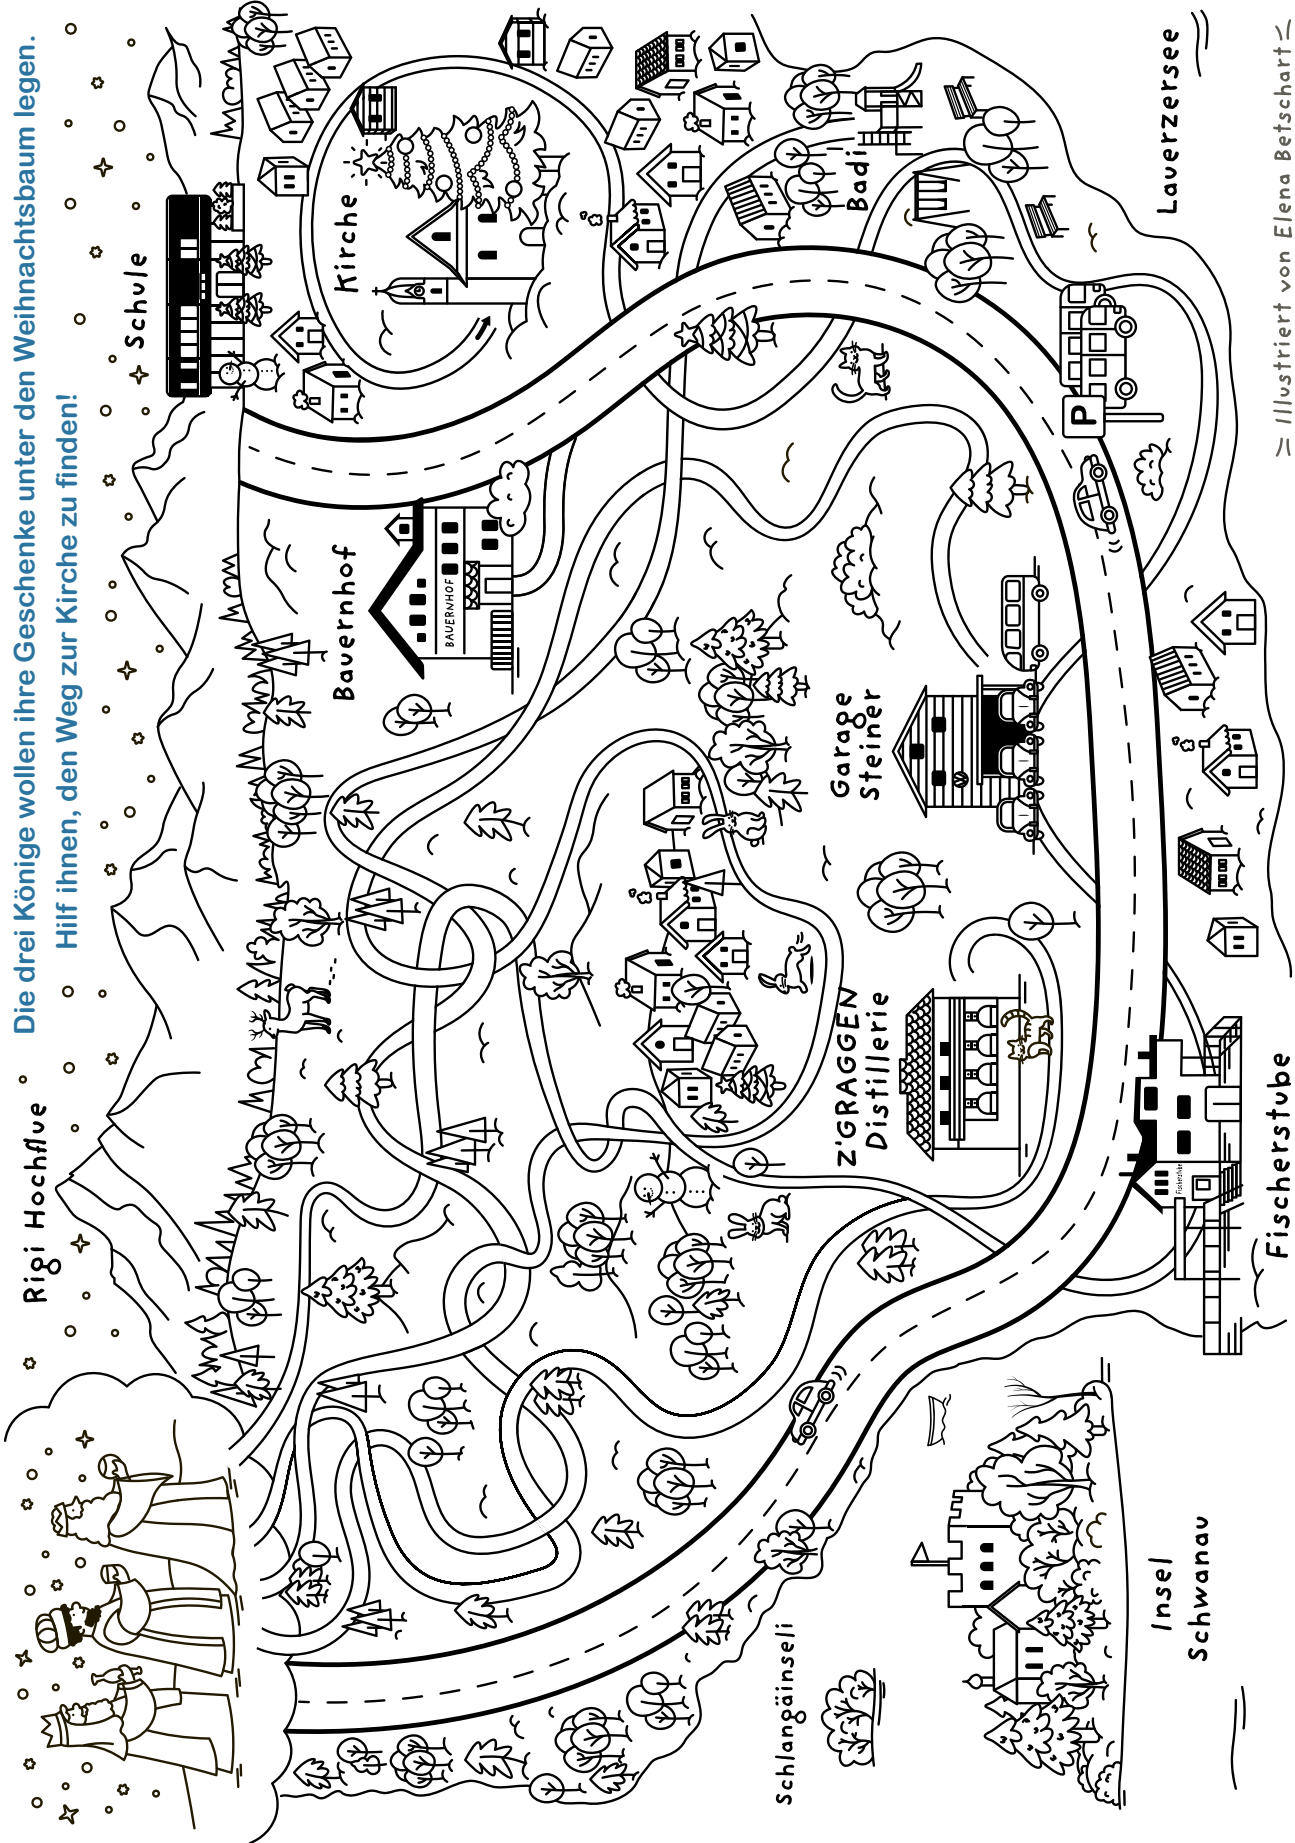 Die drei Könige wollen ihre Geschenke unter den Weihnachtsbaum legen.
Hilf ihnen, den Weg zur Kirche zu finden!
Rigi Hochflue
Schule
Kirche
Bauernhof
BAUERNHOF
Badi
Lauerzersee
P
Garage
Steiner
Z'GRAGGEN
Distillerie
Fischerstube
Fischerstube
Schlangäinseli
Insel
Schwanau
Illustriert von Elena Betschart